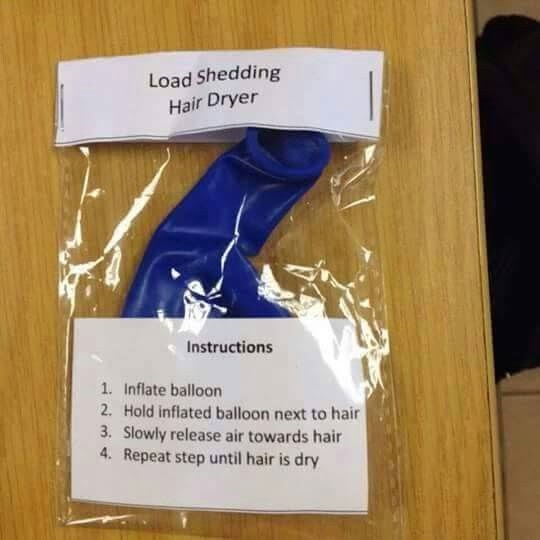 Load Shedding
Hair Dryer
Instructions
1. Inflate balloon
2. Hold inflated balloon next to hair
3. Slowly release air towards hair
4. Repeat step until hair is dry